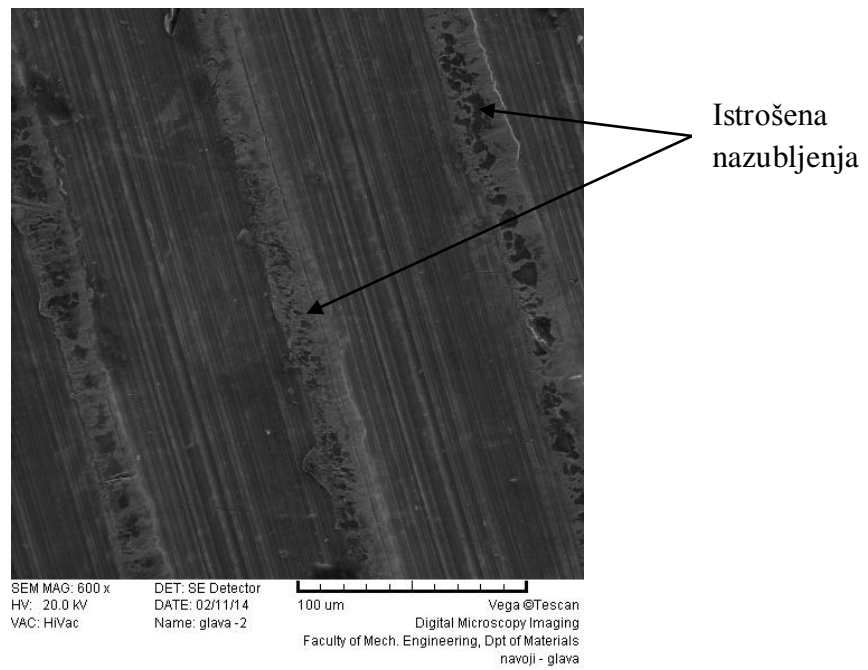 Istrošena
nazubljenja
SEM MAG: 600 x DET: SE Detector
HV: 20.0 kV DATE: 02/11/14 100 um Vega ©Tescan
VAC: HiVac Name: glava -2 Digital Microscopy Imaging
Faculty of Mech. Engineering, Dpt of Materials
navoji - glava